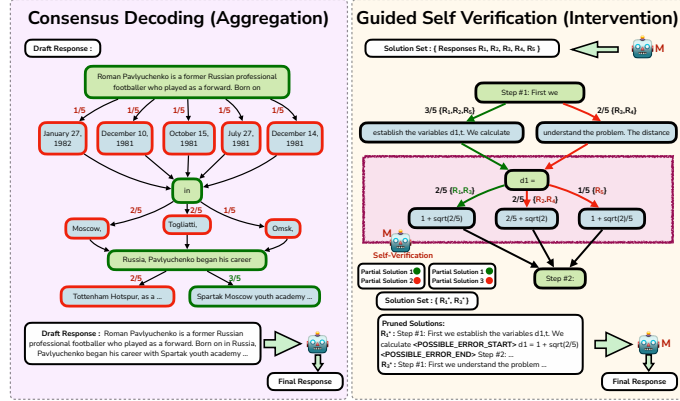 Consensus Decoding (Aggregation)
Draft Response :
Roman Pavlyuchenko is a former Russian professional
footballer who played as a forward. Born on
1/5 1/5 1/5 1/5 1/5
January 27,
1982
December 10,
1981
October 15,
1981
July 27,
1981
December 14,
1981
in
2/5 2/5 1/5
Moscow,
Togliatti,
Omsk,
Russia, Pavlyuchenko began his career
2/5 3/5
Tottenham Hotspur, as a ...
Spartak Moscow youth academy ...
Draft Response : Roman Pavlyuchenko is a former Russian
professional footballer who played as a forward. Born on in Russia,
Pavlyuchenko began his career with Spartak youth academy ...
Final Response
Guided Self Verification (Intervention)
Solution Set : { Responses R₁, R₂, R₃, R₄, R₅ }
M
Step #1: First we
3/5 {R₁,R₂,R₅}
2/5 {R₃,R₄}
establish the variables d1,t. We calculate
understand the problem. The distance
d1 =
2/5 {R₁,R₃}
2/5 {R₂,R₄}
1/5 {R₅}
1 + sqrt(2/5)
2/5 + sqrt(2)
1 + sqrt(2)/5
M
Self-Verification
Step #2:
Partial Solution 1
Partial Solution 2
Partial Solution 1
Partial Solution 3
Solution Set : { R₁', R₃' }
Pruned Solutions:
R₁' : Step #1: First we establish the variables d1,t. We
calculate <POSSIBLE_ERROR_START> d1 = 1 + sqrt(2/5)
<POSSIBLE_ERROR_END> Step #2: ...
R₃' : Step #1: First we understand the problem ...
M
Final Response